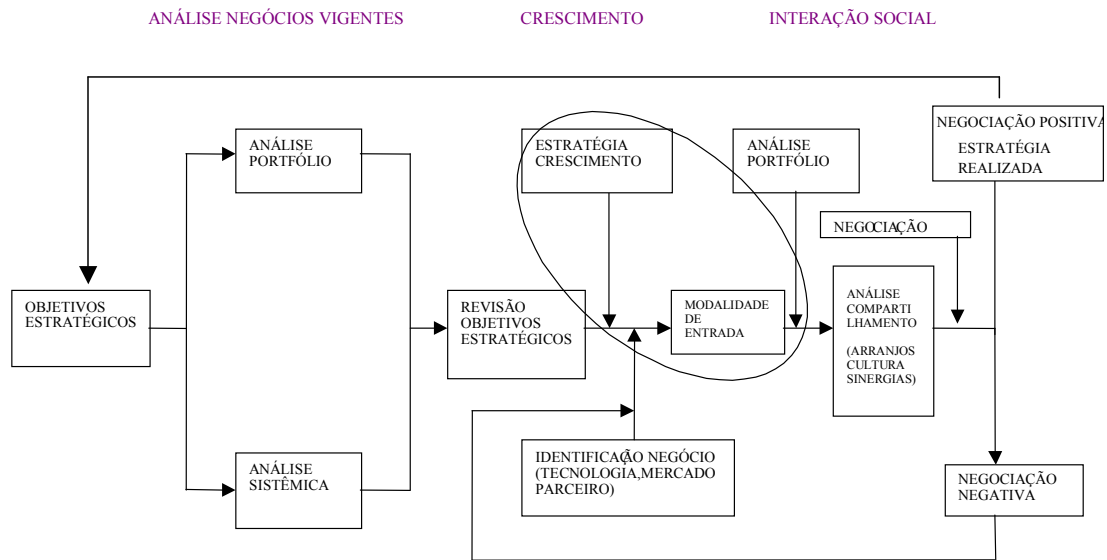 ANÁLISE NEGÓCIOS VIGENTES
CRESCIMENTO
INTERAÇÃO SOCIAL
NEGOCIAÇÃO POSITIVA
ESTRATÉGIA
REALIZADA
ANÁLISE
PORTFÓLIO
ESTRATÉGIA
CRESCIMENTO
ANÁLISE
PORTFÓLIO
NEGOCIAÇÃO
OBJETIVOS
ESTRATÉGICOS
REVISÃO
OBJETIVOS
ESTRATÉGICOS
MODALIDADE
DE
ENTRADA
ANÁLISE
COMPARTI
LHAMENTO
(ARRANJOS
CULTURA
SINERGIAS)
ANÁLISE
SISTÊMICA
IDENTIFICAÇÃO NEGÓCIO
(TECNOLOGIA,MERCADO
PARCEIRO)
NEGOCIAÇÃO
NEGATIVA